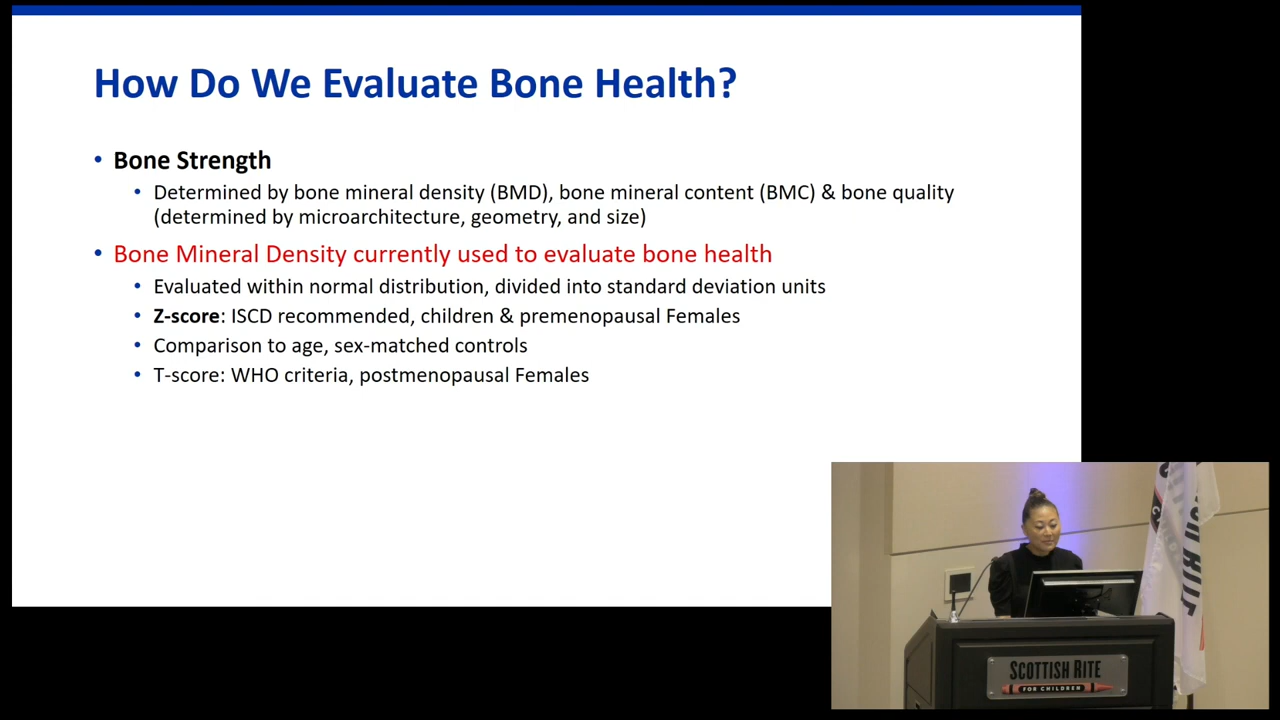 How Do We Evaluate Bone Health?
• Bone Strength
• Determined by bone mineral density (BMD), bone mineral content (BMC) & bone quality
(determined by microarchitecture, geometry, and size)
• Bone Mineral Density currently used to evaluate bone health
• Evaluated within normal distribution, divided into standard deviation units
• Z-score: ISCD recommended, children & premenopausal Females
• Comparison to age, sex-matched controls
• T-score: WHO criteria, postmenopausal Females
SCOTTISH RITE
FOR CHILDREN